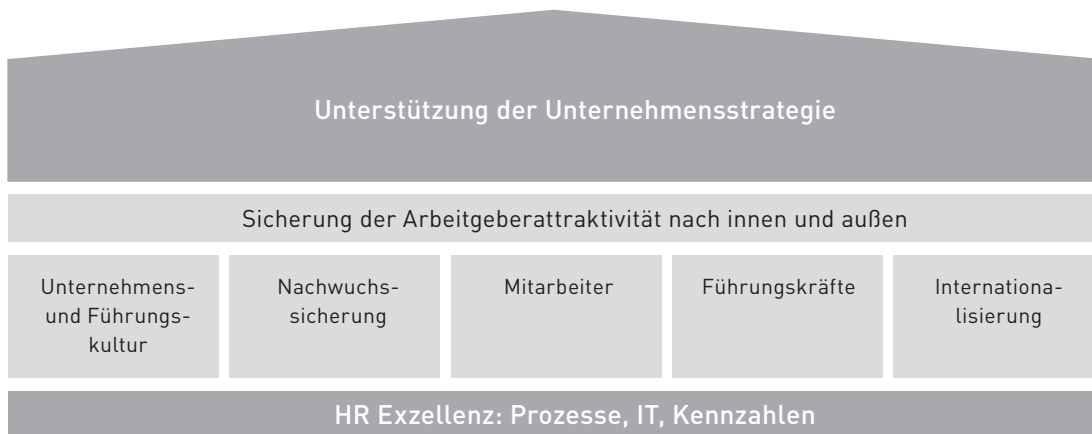 Unterstützung der Unternehmensstrategie
Sicherung der Arbeitgeberattraktivität nach innen und außen
Unternehmens-
und Führungs-
kultur
Nachwuchs-
sicherung
Mitarbeiter
Führungskräfte
Internationa-
lisierung
HR Exzellenz: Prozesse, IT, Kennzahlen